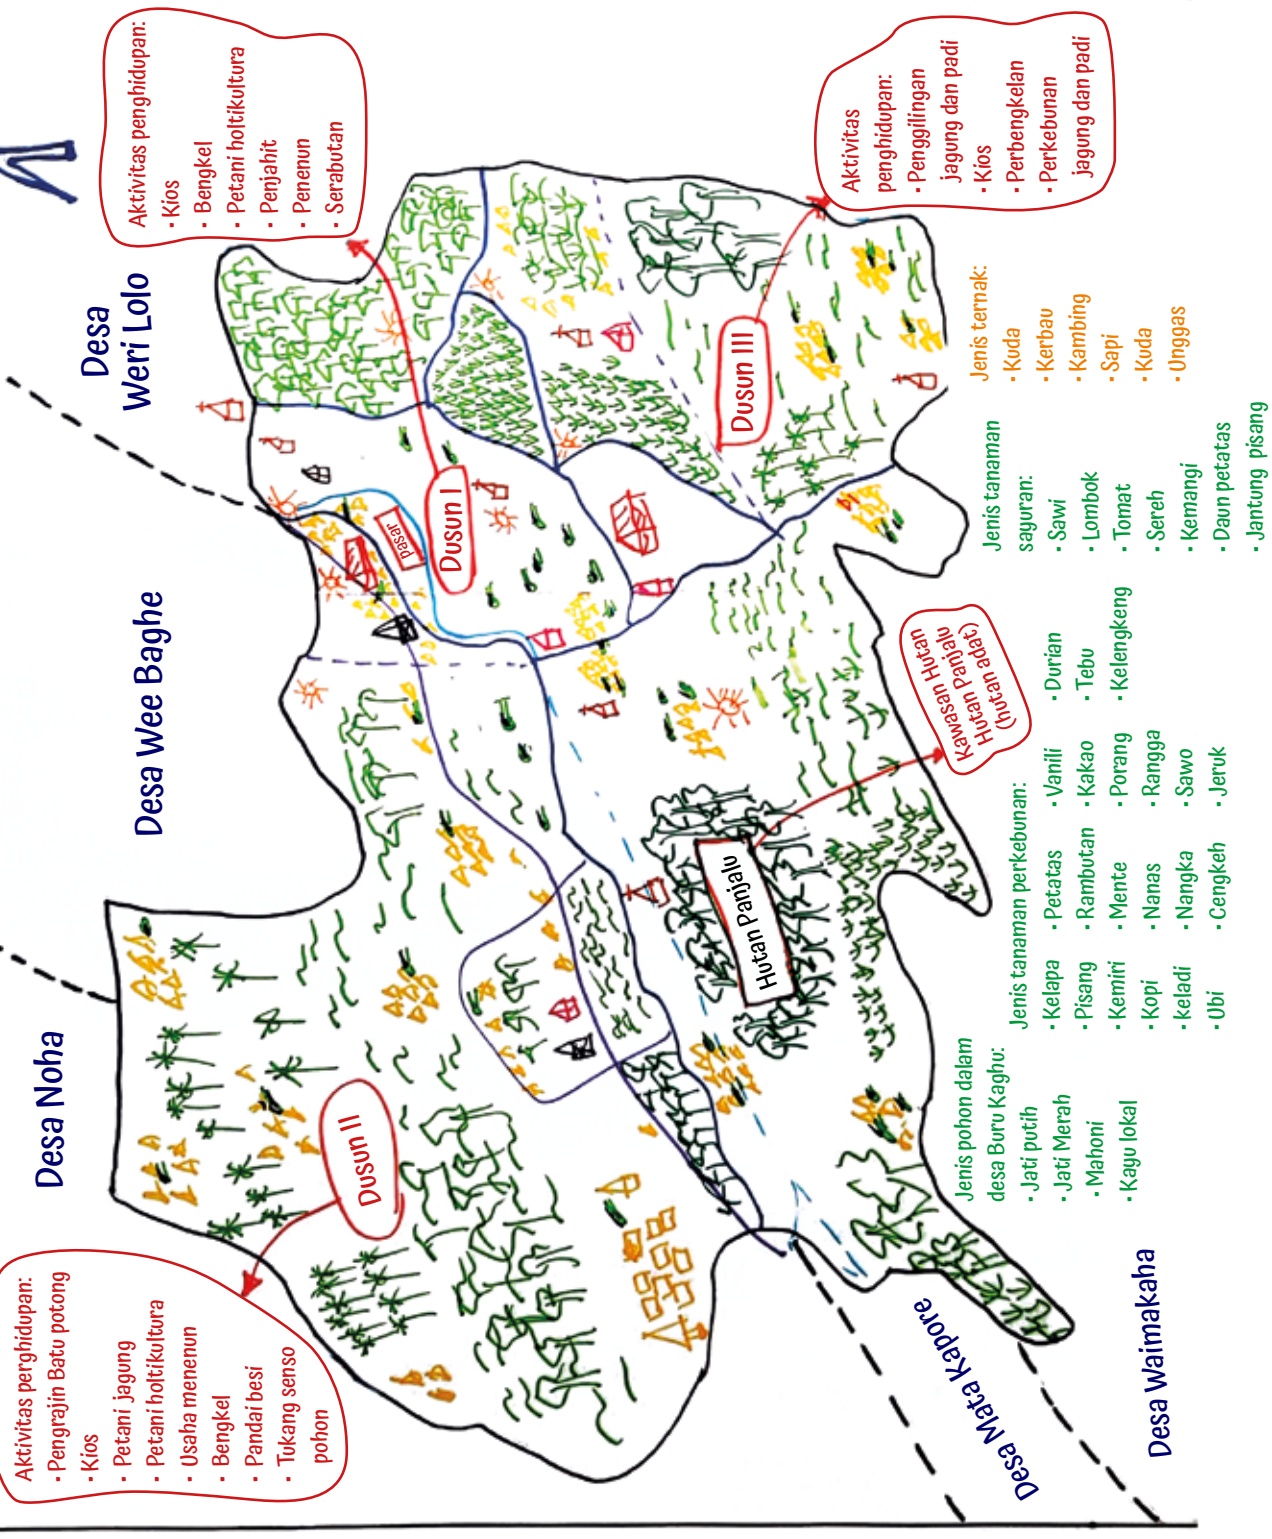 Desa Noha
Desa Wee Baghe
Desa
Weri Lolo
Aktivitas perghidupan:
· Pengrajin Batu potong
· Kios
· Petani jagung
· Petani holtikultura
· Usaha menenun
· Bengkel
· Pandai besi
· Tukang senso
pohon
Aktivitas penghidupan:
· Kios
· Bengkel
· Petani holtikultura
· Penjahit
· Penenun
· Serabutan
Dusun II
pasar
Dusun I
Dusun III
Hutan Panjalu
Aktivitas
penghidupan:
· Penggilingan
jagung dan padi
· Kios
· Perbengkelan
· Perkebunan
jagung dan padi
Kawasan Hutan
Hutan Panjalu
(hutan adat)
Desa Mata Kapore
Desa Waimakaha
Jenis pohon dalam
desa Buru Kaghu:
· Jati putih
· Jati Merah
· Mahoni
· Kayu lokal
Jenis tanaman perkebunan:
· Kelapa
· Pisang
· Kemiri
· Kopi
· keladi
· Ubi
· Petatas
· Rambutan
· Mente
· Nanas
· Nangka
· Cengkeh
· Vanili
· Kakao
· Porang
· Rangga
· Sawo
· Jeruk
· Durian
· Tebu
· Kelengkeng
Jenis tanaman
sayuran:
· Sawi
· Lombok
· Tomat
· Sereh
· Kemangi
· Daun petatas
· Jantung pisang
Jenis ternak:
· Kuda
· Kerbau
· Kambing
· Sapi
· Kuda
· Unggas